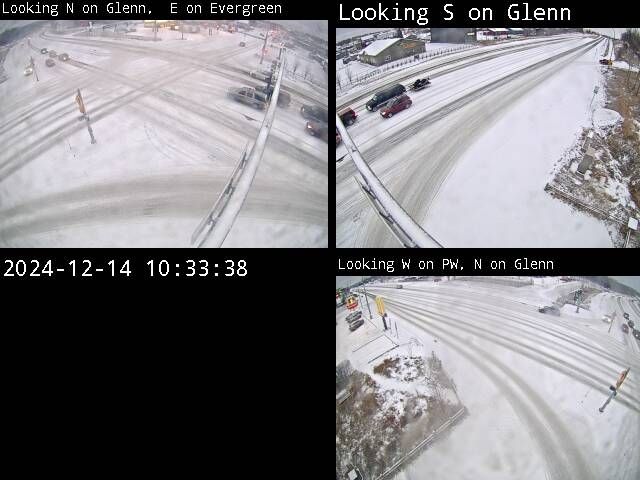 Looking N on Glenn,  E on Evergreen
Looking S on Glenn
2024-12-14 10:33:38
Looking W on PW, N on Glenn